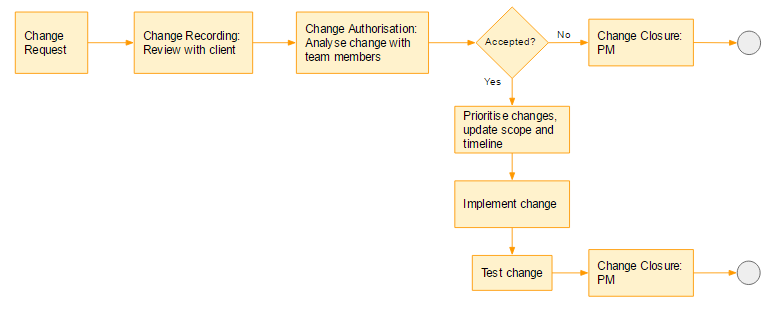 Change
Request
Change Recording:
Review with client
Change Authorisation:
Analyse change with
team members
Accepted?
No
Change Closure:
PM
Yes
Prioritise changes,
update scope and
timeline
Implement change
Test change
Change Closure:
PM